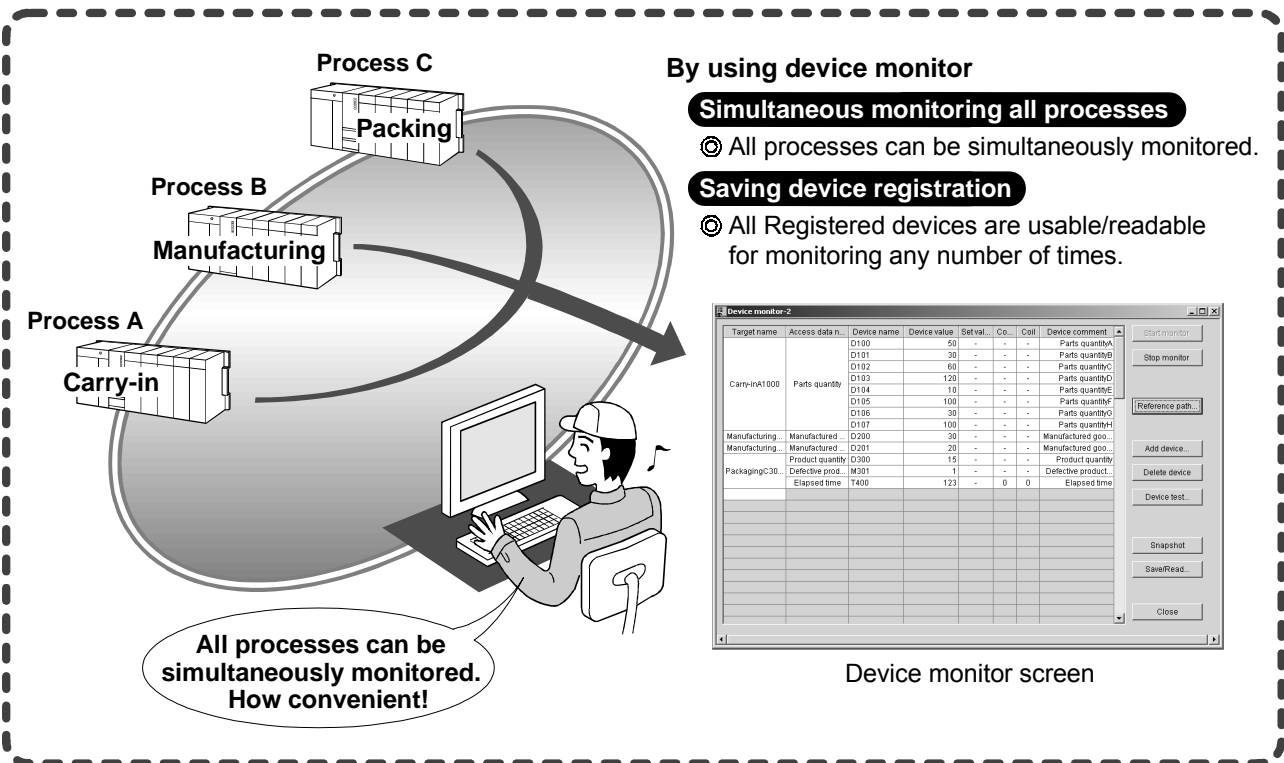 Process C
Packing
Process B
Manufacturing
Process A
Carry-in
All processes can be
simultaneously monitored.
How convenient!
By using device monitor
Simultaneous monitoring all processes
◎ All processes can be simultaneously monitored.
Saving device registration
◎ All Registered devices are usable/readable
for monitoring any number of times.
Device monitor-2
Target name Access data n... Device name Device value Set val... Co... Coil Device comment
D100 50 - - - Parts quantityA
D101 30 - - - Parts quantityB
D102 60 - - - Parts quantityC
Carry-inA1000 Parts quantity D103 120 - - - Parts quantityD
D104 10 - - - Parts quantityE
D105 100 - - - Parts quantityF
D106 30 - - - Parts quantityG
D107 100 - - - Parts quantityH
Manufacturing... Manufactured ... D200 30 - - - Manufactured goo...
Manufacturing... Manufactured ... D201 20 - - - Manufactured goo...
Product quantity D300 15 - - - Product quantity
PackagingC30... Defective prod... M301 1 - - - Defective product...
Elapsed time T400 123 - 0 0 Elapsed time
Start monitor
Stop monitor
Reference path...
Add device...
Delete device
Device test...
Snapshot
Save/Read...
Close
Device monitor screen